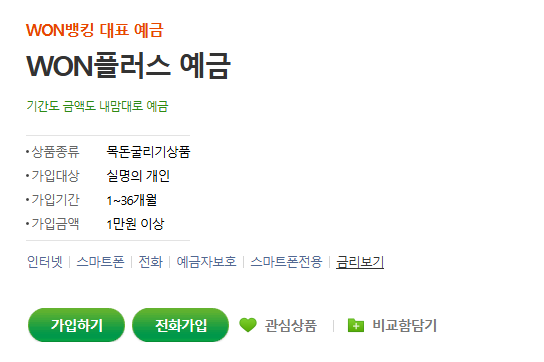 WON뱅킹 대표 예금
WON플러스 예금
기간도 금액도 내맘대로 예금
상품종류 목돈굴리기상품
가입대상 실명의 개인
가입기간 1~36개월
가입금액 1만원 이상
인터넷 스마트폰 전화 예금자보호 스마트폰전용 금리보기
가입하기 전화가입 관심상품 비교함담기